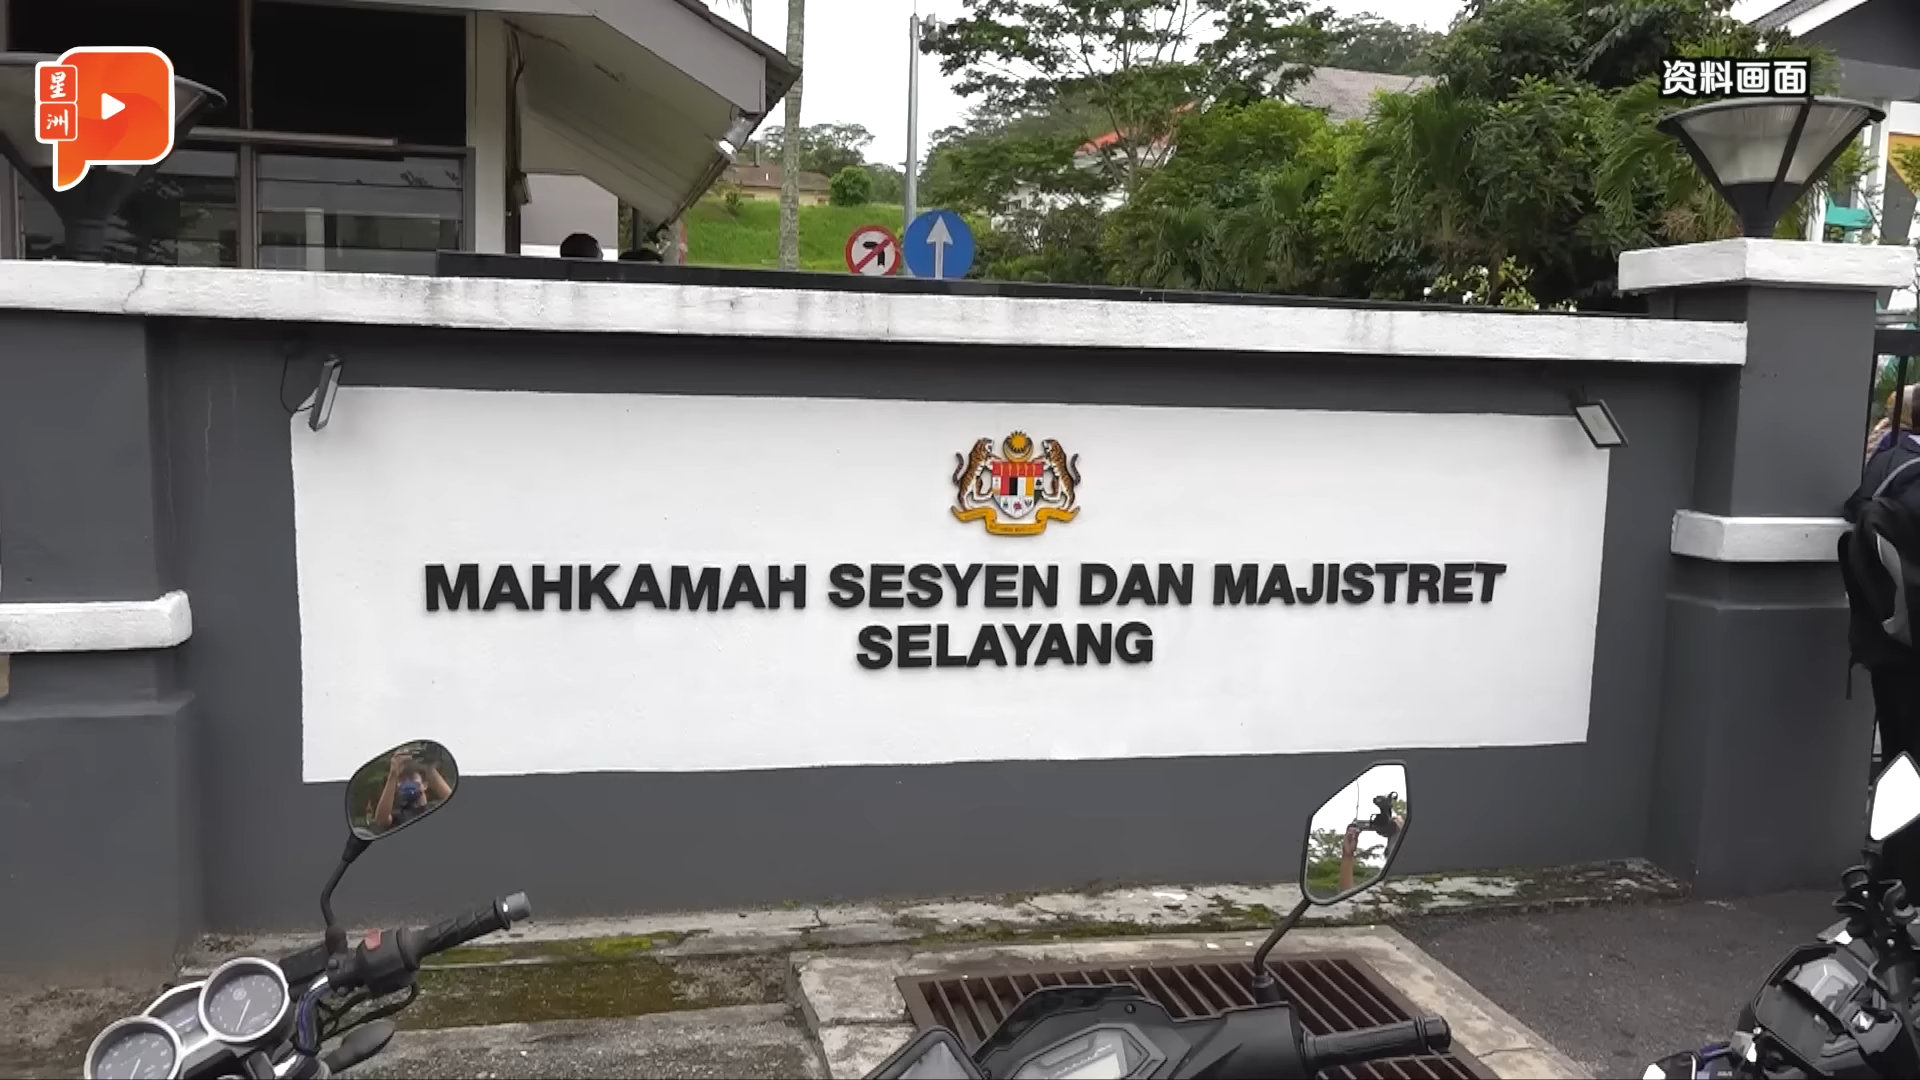 星洲
资料画面
MAHKAMAH SESYEN DAN MAJISTRET
SELAYANG